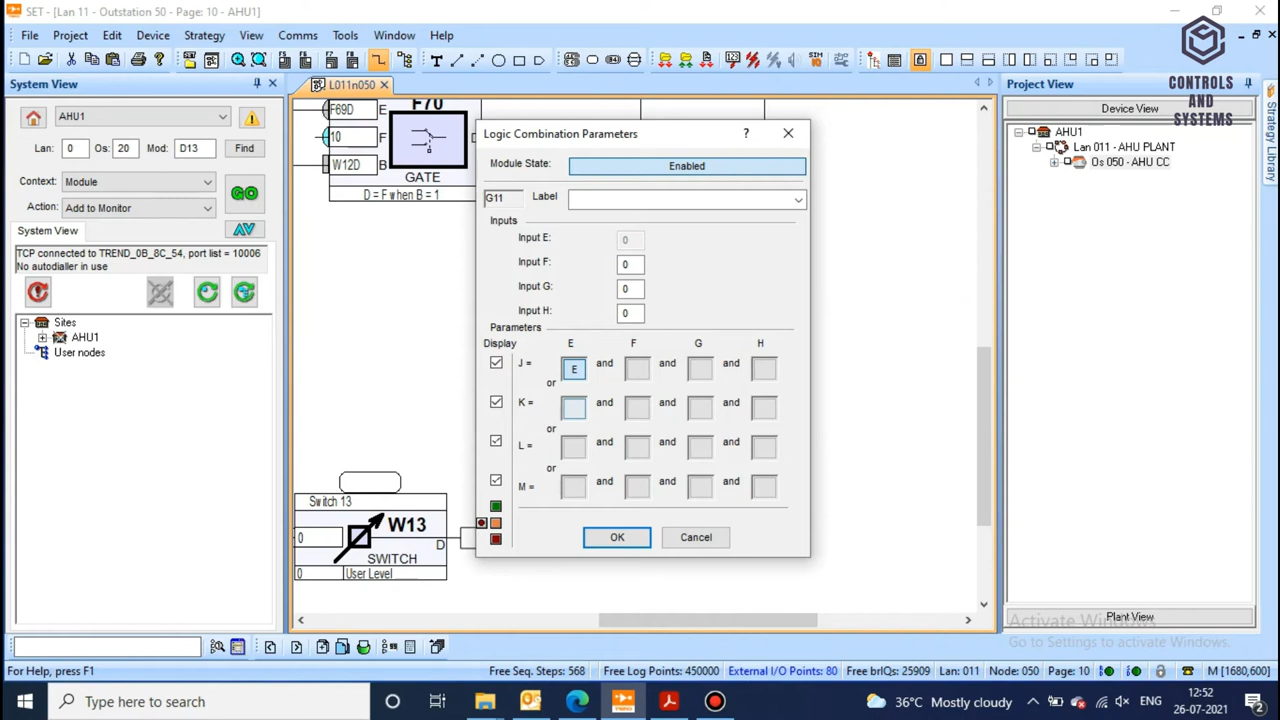 SET - [Lan 11 - Outstation 50 - Page: 10 - AHU1]
File Project Edit Device Strategy View Comms Tools Window Help
CONTROLS
AND
SYSTEMS
System View
AHU1
Lan: 0 Os: 20 Mod: D13 Find
Context: Module
Action: Add to Monitor
GO
AV
System View
TCP connected to TREND_0B_8C_54, port list = 10006
No autodialler in use
Sites
AHU1
User nodes
L011n050
F69D E
F70
10 F
W12D B
GATE
D = F when B = 1
Switch 13
W13
0
D
SWITCH
0 User Level
Logic Combination Parameters
Module State: Enabled
G11 Label
Inputs
Input E: 0
Input F: 0
Input G: 0
Input H: 0
Parameters
Display E F G H
J = E and and and
or
K = and and and
or
L = and and and
or
M = and and and
OK Cancel
Project View
Device View
AHU1
Lan 011 - AHU PLANT
Os 050 - AHU CC
Plant View
Strategy View
Activate Windows
Go to Settings to activate Windows.
For Help, press F1
Free Seq. Steps: 568 Free Log Points: 450000 External I/O Points: 80 Free brIQs: 25909 Lan: 011 Node: 050 Page: 10 M [1680,600]
Type here to search
36°C Mostly cloudy
ENG
12:52
26-07-2021
2